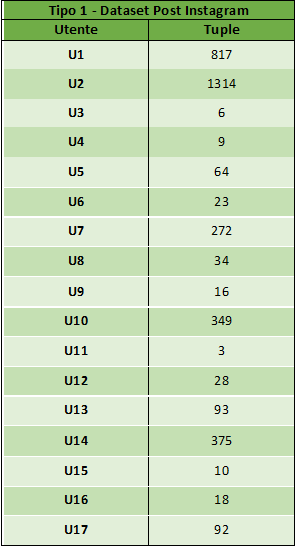 Tipo 1 - Dataset Post Instagram
Utente Tuple
U1 817
U2 1314
U3 6
U4 9
U5 64
U6 23
U7 272
U8 34
U9 16
U10 349
U11 3
U12 28
U13 93
U14 375
U15 10
U16 18
U17 92